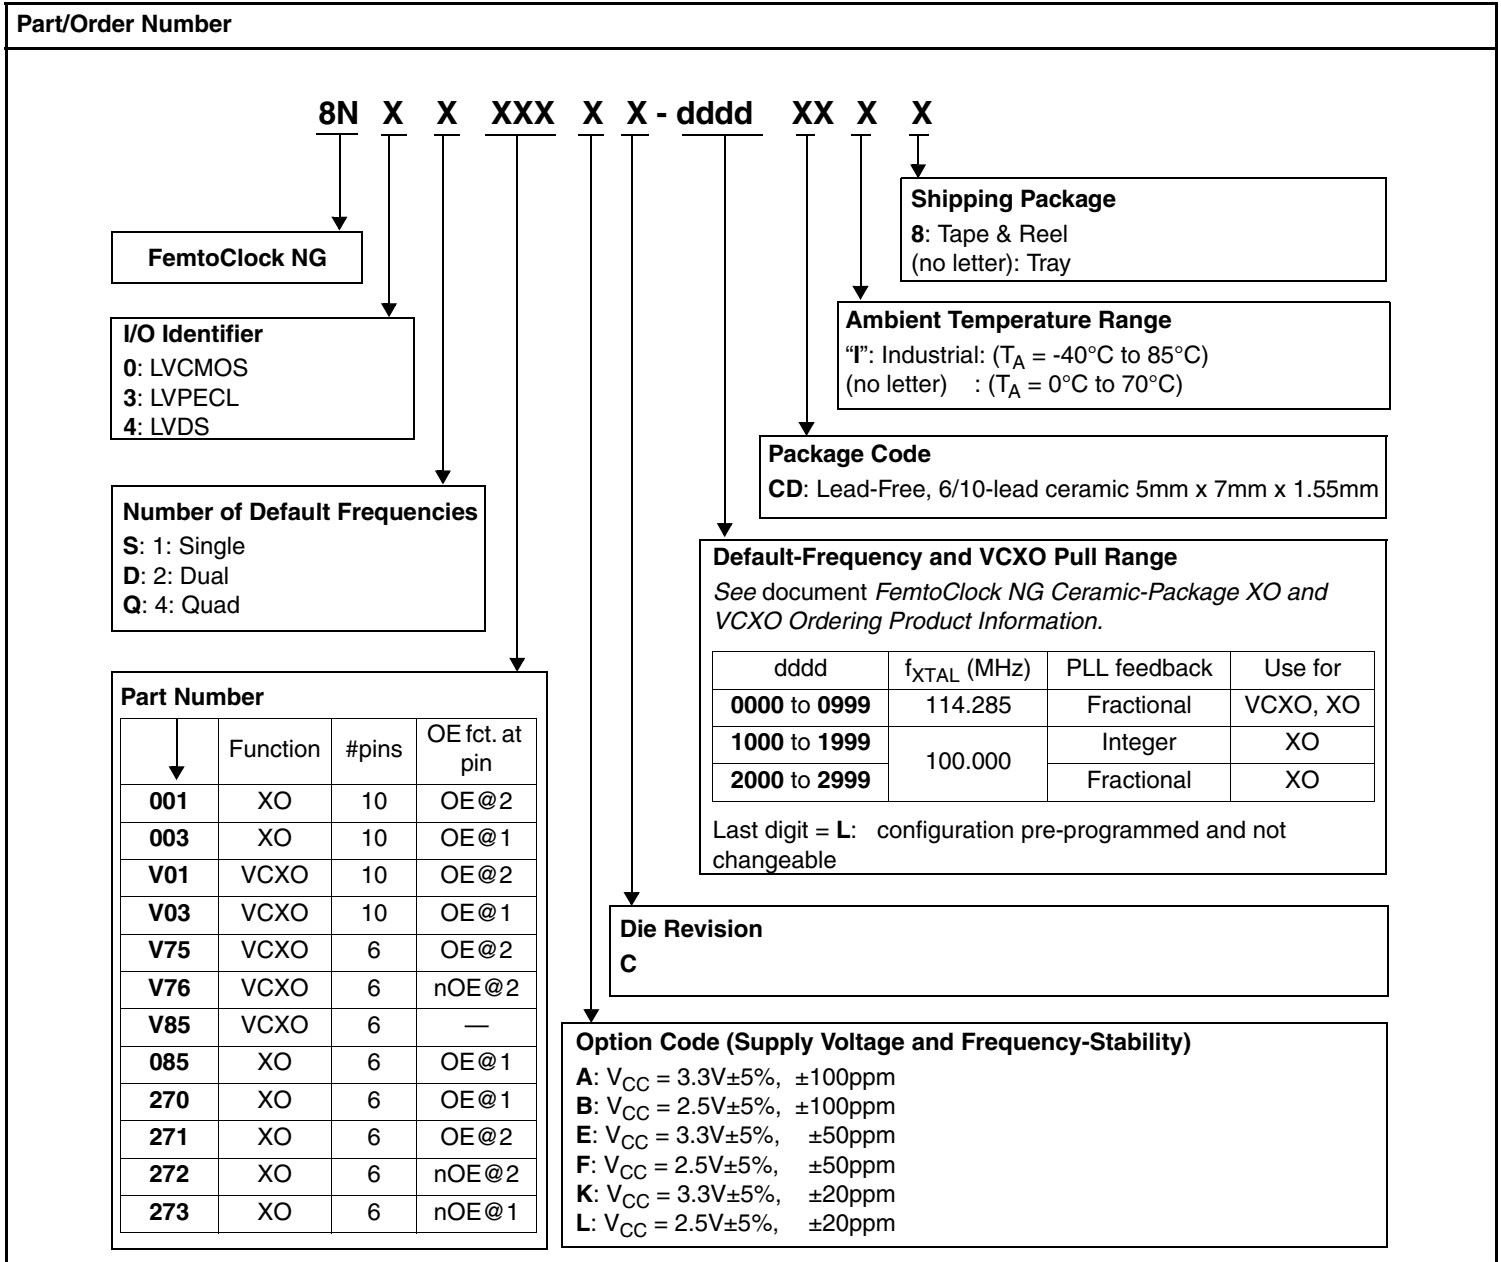 Part/Order Number
8N X X XXX X X - dddd XX X X
Shipping Package
8: Tape & Reel
(no letter): Tray
FemtoClock NG
Ambient Temperature Range
“I”: Industrial: (TA = -40°C to 85°C)
(no letter) : (TA = 0°C to 70°C)
I/O Identifier
0: LVCMOS
3: LVPECL
4: LVDS
Package Code
CD: Lead-Free, 6/10-lead ceramic 5mm x 7mm x 1.55mm
Number of Default Frequencies
S: 1: Single
D: 2: Dual
Q: 4: Quad
Default-Frequency and VCXO Pull Range
See document FemtoClock NG Ceramic-Package XO and
VCXO Ordering Product Information.
dddd fXTAL (MHz) PLL feedback Use for
0000 to 0999 114.285 Fractional VCXO, XO
1000 to 1999 100.000 Integer XO
2000 to 2999 Fractional XO
Last digit = L: configuration pre-programmed and not
changeable
Part Number
Function #pins OE fct. at
pin
001 XO 10 OE@2
003 XO 10 OE@1
V01 VCXO 10 OE@2
V03 VCXO 10 OE@1
V75 VCXO 6 OE@2
V76 VCXO 6 nOE@2
V85 VCXO 6 —
085 XO 6 OE@1
270 XO 6 OE@1
271 XO 6 OE@2
272 XO 6 nOE@2
273 XO 6 nOE@1
Die Revision
C
Option Code (Supply Voltage and Frequency-Stability)
A: VCC = 3.3V±5%, ±100ppm
B: VCC = 2.5V±5%, ±100ppm
E: VCC = 3.3V±5%, ±50ppm
F: VCC = 2.5V±5%, ±50ppm
K: VCC = 3.3V±5%, ±20ppm
L: VCC = 2.5V±5%, ±20ppm